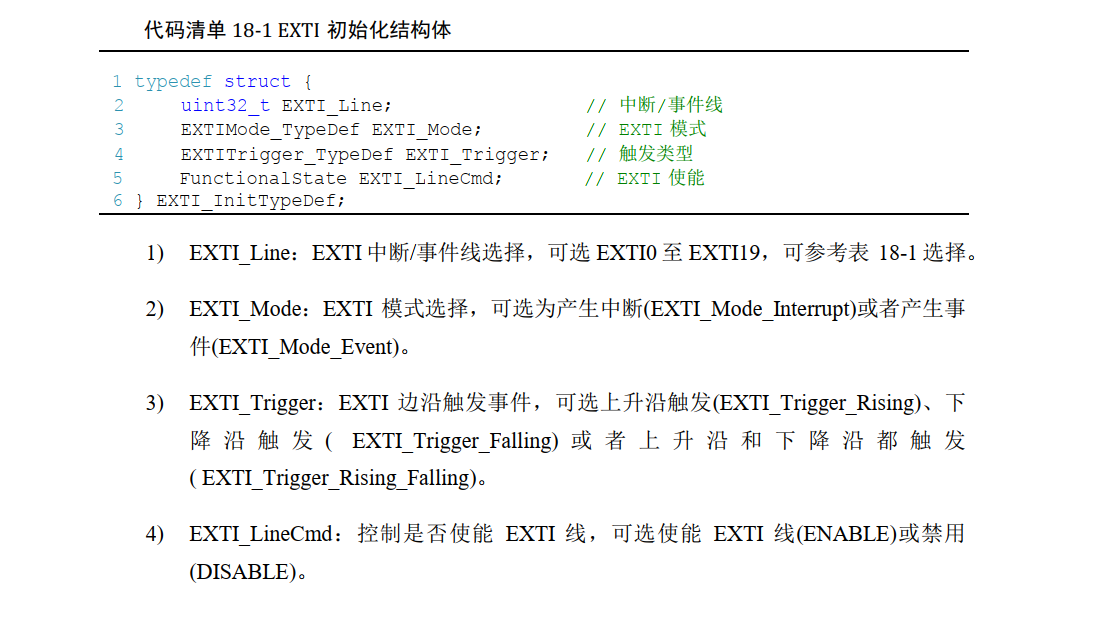 代码清单 18-1 EXTI 初始化结构体
1 typedef struct {
2     uint32_t EXTI_Line;                  // 中断/事件线
3     EXTIMode_TypeDef EXTI_Mode;          // EXTI 模式
4     EXTITrigger_TypeDef EXTI_Trigger;    // 触发类型
5     FunctionalState EXTI_LineCmd;        // EXTI 使能
6 } EXTI_InitTypeDef;
1) EXTI_Line：EXTI 中断/事件线选择，可选 EXTI0 至 EXTI19，可参考表 18-1 选择。
2) EXTI_Mode：EXTI 模式选择，可选为产生中断(EXTI_Mode_Interrupt)或者产生事
件(EXTI_Mode_Event)。
3) EXTI_Trigger：EXTI 边沿触发事件，可选上升沿触发(EXTI_Trigger_Rising)、下
降沿触发( EXTI_Trigger_Falling)或者上升沿和下降沿都触发
( EXTI_Trigger_Rising_Falling)。
4) EXTI_LineCmd：控制是否使能 EXTI 线，可选使能 EXTI 线(ENABLE)或禁用
(DISABLE)。